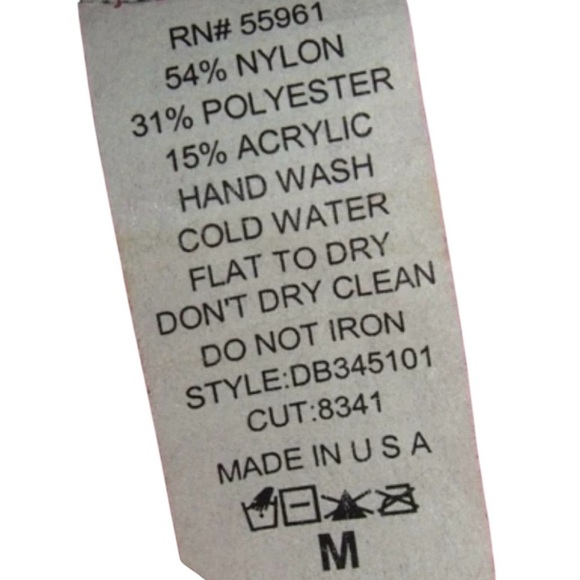 RN# 55961
54% NYLON
31% POLYESTER
15% ACRYLIC
HAND WASH
COLD WATER
FLAT TO DRY
DON'T DRY CLEAN
DO NOT IRON
STYLE:DB345101
CUT:8341
MADE IN U S A
M